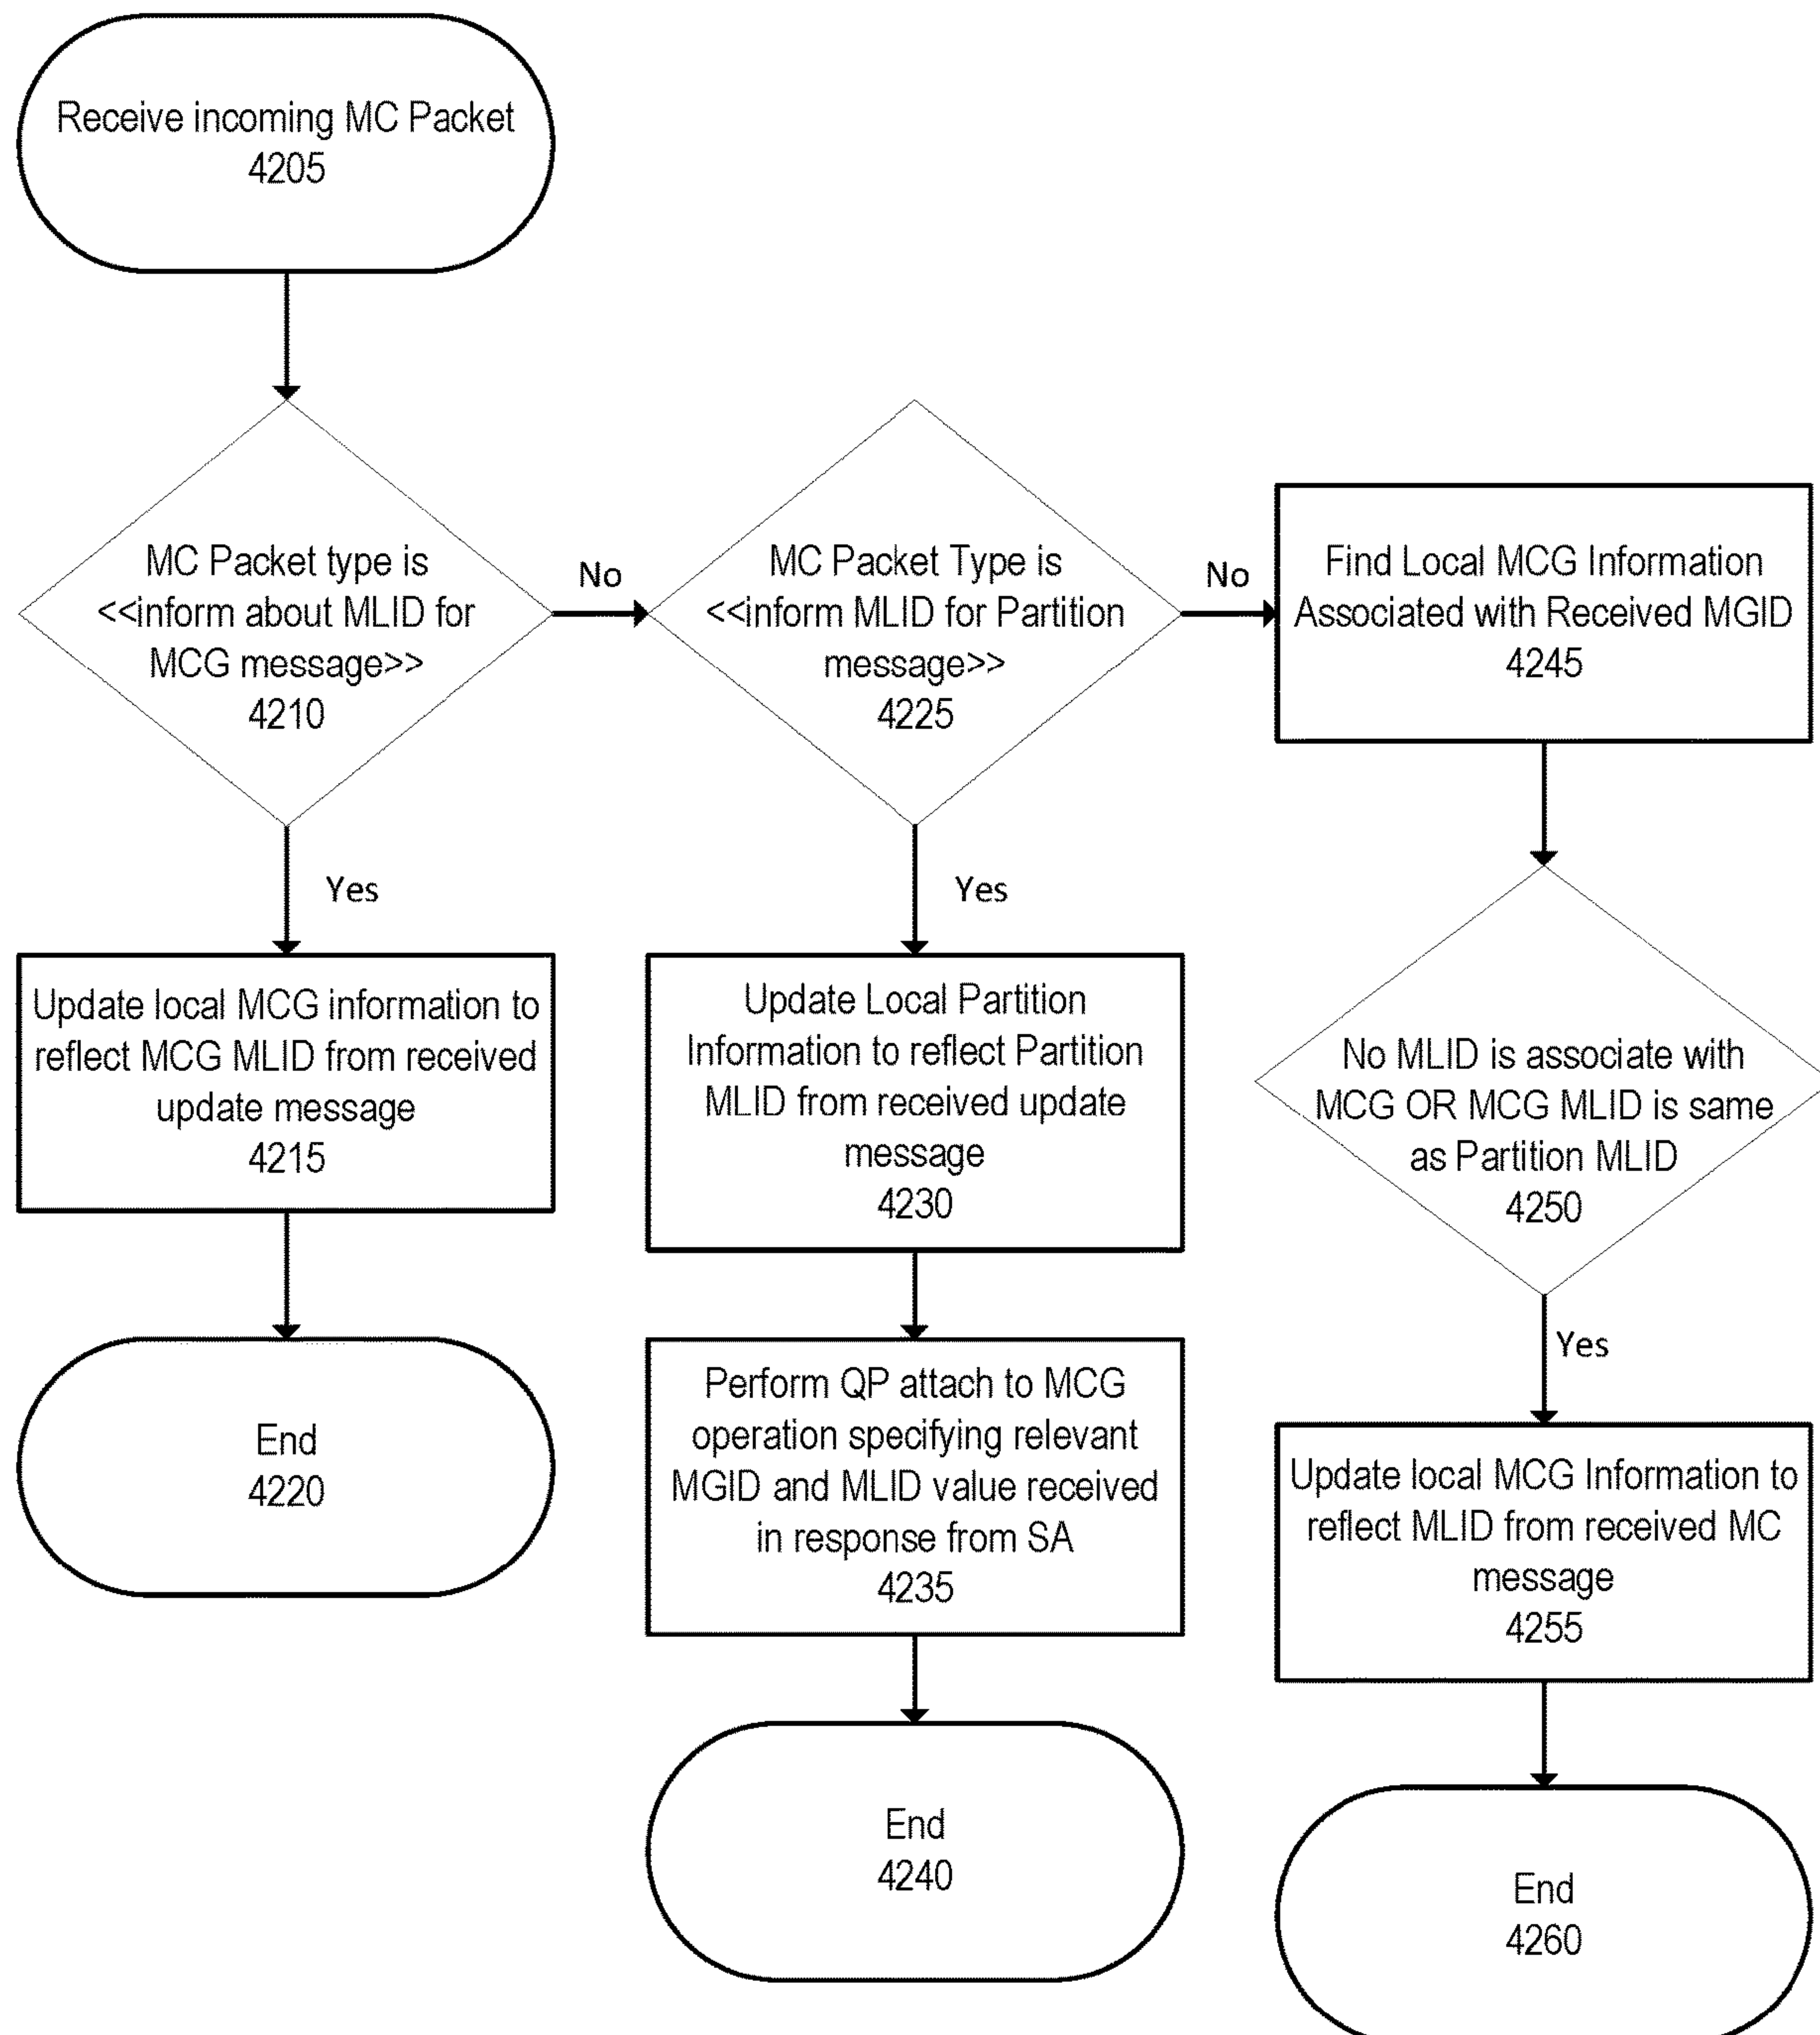 Receive incoming MC Packet
4205
MC Packet type is
<<inform about MLID for
MCG message>>
4210
No
MC Packet Type is
<<inform MLID for Partition
message>>
4225
No
Find Local MCG Information
Associated with Received MGID
4245
Yes
Update local MCG information to
reflect MCG MLID from received
update message
4215
End
4220
Yes
Update Local Partition
Information to reflect Partition
MLID from received update
message
4230
Perform QP attach to MCG
operation specifying relevant
MGID and MLID value received
in response from SA
4235
End
4240
No MLID is associate with
MCG OR MCG MLID is same
as Partition MLID
4250
Yes
Update local MCG Information to
reflect MLID from received MC
message
4255
End
4260